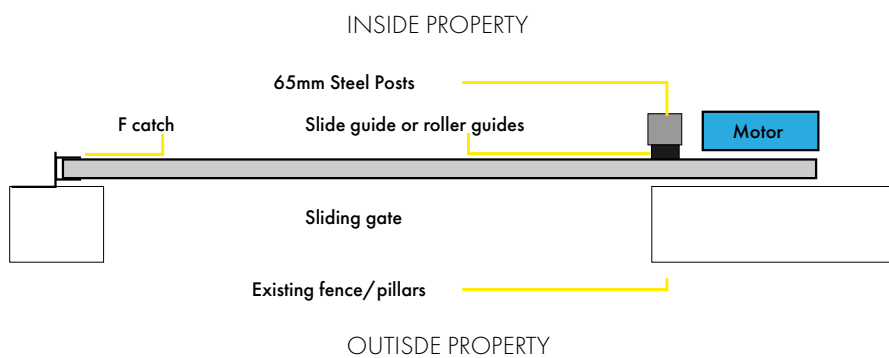 INSIDE PROPERTY
65mm Steel Posts
F catch
Slide guide or roller guides
Motor
Sliding gate
Existing fence/pillars
OUTISDE PROPERTY